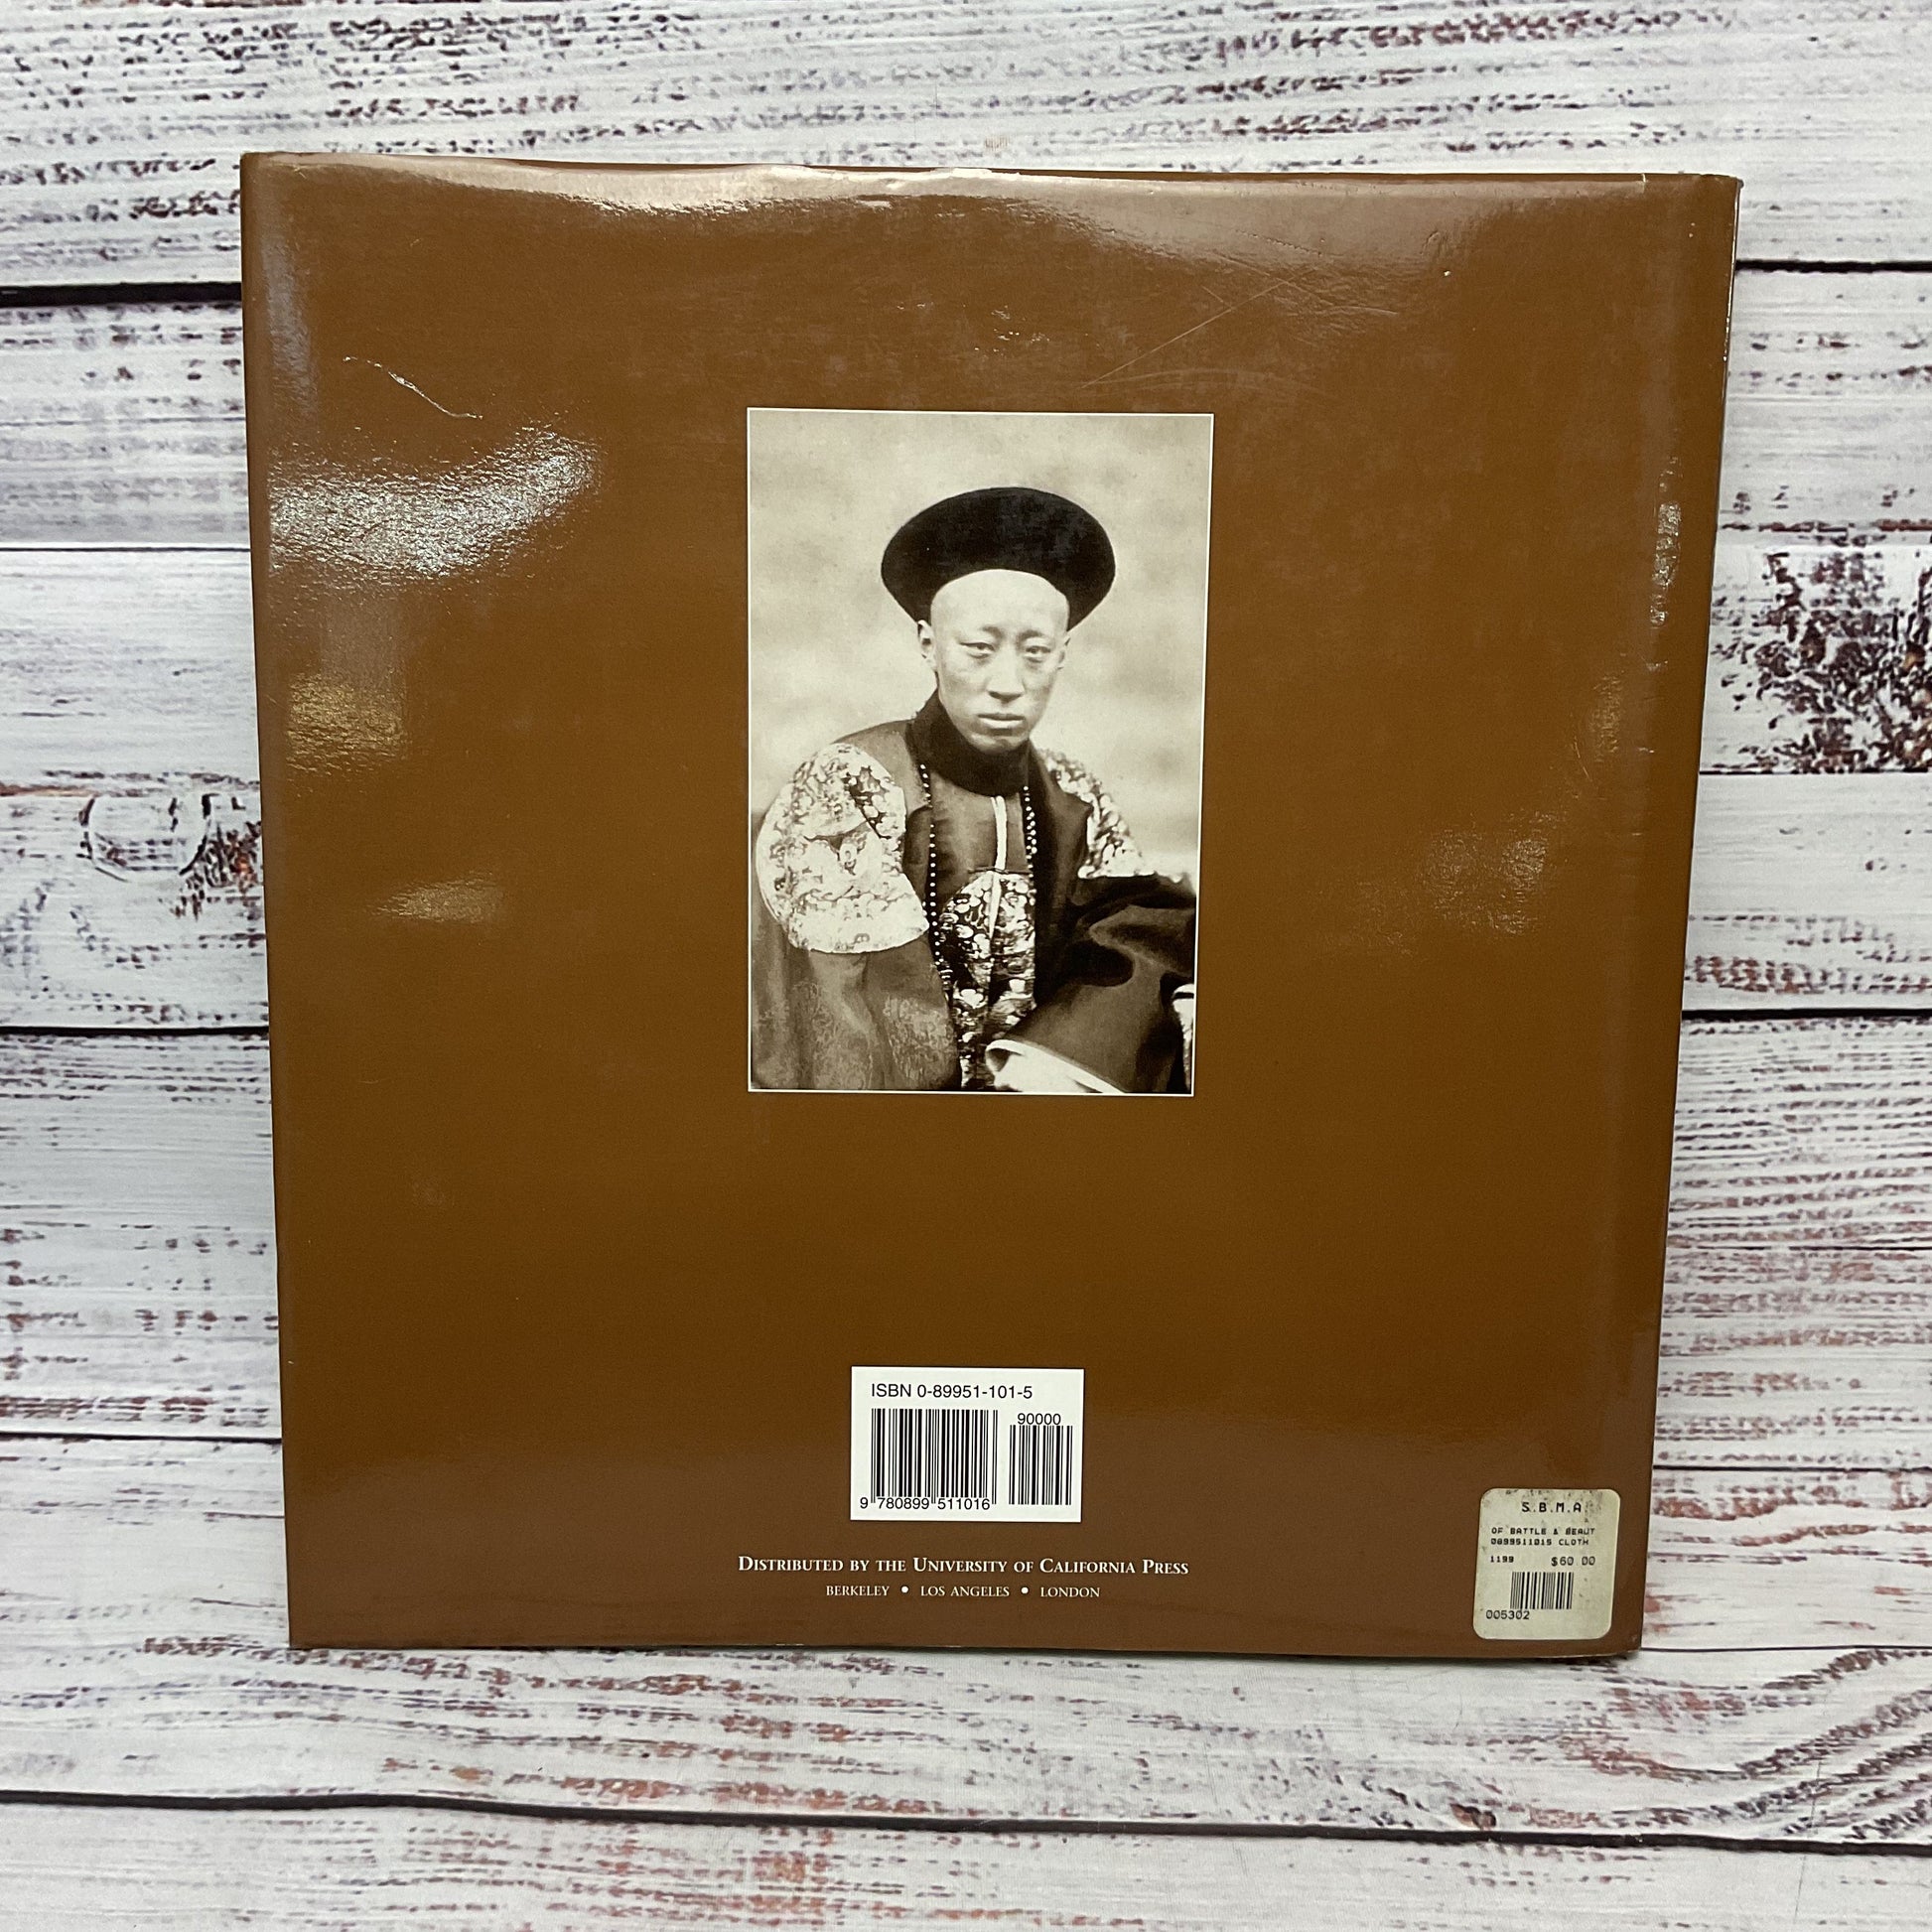 ISBN 0-89951-101-5
90000
9 780899 511016
DISTRIBUTED BY THE UNIVERSITY OF CALIFORNIA PRESS
BERKELEY • LOS ANGELES • LONDON
S.B.M.A.
OF BATTLE & BEAUT
0899511015 CLOTH
1199 $60.00
005302